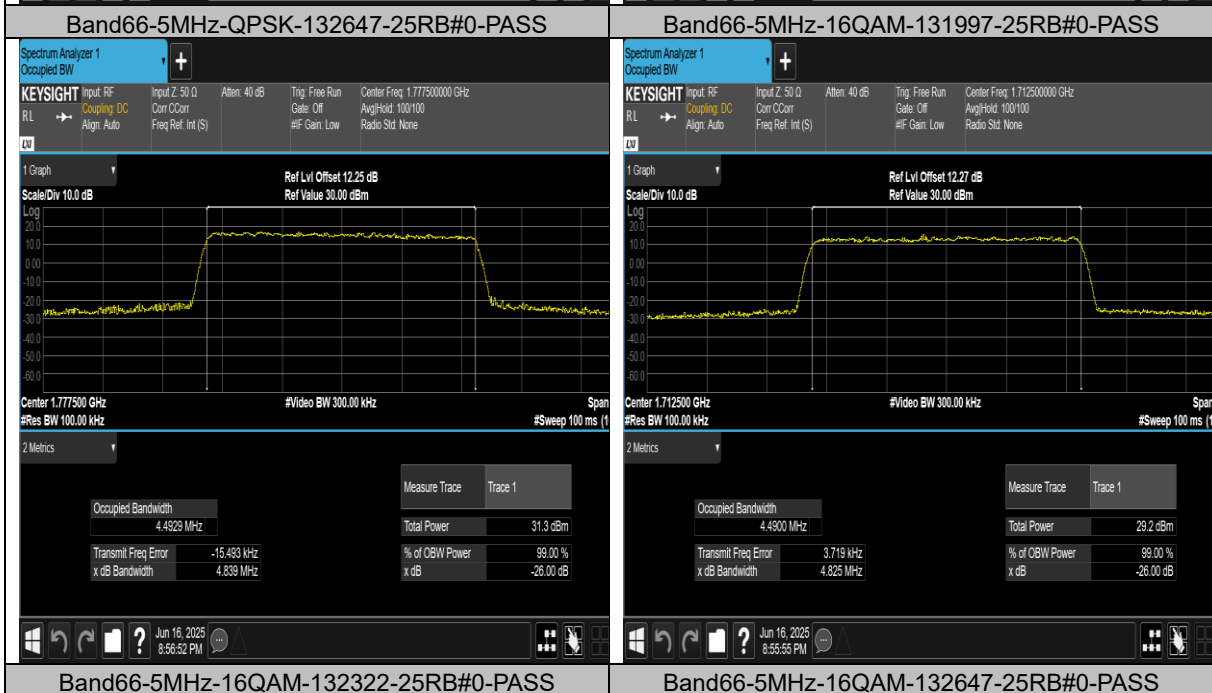 Band66-5MHz-QPSK-132647-25RB#0-PASS
Band66-5MHz-16QAM-131997-25RB#0-PASS
Spectrum Analyzer 1
Occupied BW
+
KEYSIGHT
RL
LXI
Input: RF
Coupling: DC
Align: Auto
Input Z: 50 Ω
Corr CCorr
Freq Ref: Int (S)
Atten: 40 dB
Trig: Free Run
Gate: Off
#IF Gain: Low
Center Freq: 1.777500000 GHz
Avg|Hold: 100/100
Radio Std: None
1 Graph
Scale/Div 10.0 dB
Ref Lvl Offset 12.25 dB
Ref Value 30.00 dBm
Log
20.0
10.0
0.00
-10.0
-20.0
-30.0
-40.0
-50.0
-60.0
Center 1.777500 GHz
#Res BW 100.00 kHz
#Video BW 300.00 kHz
Span
#Sweep 100 ms (1
2 Metrics
Measure Trace Trace 1
Occupied Bandwidth
4.4929 MHz
Total Power 31.3 dBm
Transmit Freq Error -15.493 kHz
% of OBW Power 99.00 %
x dB Bandwidth 4.839 MHz
x dB -26.00 dB
?
Jun 16, 2025
8:56:52 PM
Spectrum Analyzer 1
Occupied BW
+
KEYSIGHT
RL
LXI
Input: RF
Coupling: DC
Align: Auto
Input Z: 50 Ω
Corr CCorr
Freq Ref: Int (S)
Atten: 40 dB
Trig: Free Run
Gate: Off
#IF Gain: Low
Center Freq: 1.712500000 GHz
Avg|Hold: 100/100
Radio Std: None
1 Graph
Scale/Div 10.0 dB
Ref Lvl Offset 12.27 dB
Ref Value 30.00 dBm
Log
20.0
10.0
0.00
-10.0
-20.0
-30.0
-40.0
-50.0
-60.0
Center 1.712500 GHz
#Res BW 100.00 kHz
#Video BW 300.00 kHz
Span
#Sweep 100 ms (1
2 Metrics
Measure Trace Trace 1
Occupied Bandwidth
4.4900 MHz
Total Power 29.2 dBm
Transmit Freq Error 3.719 kHz
% of OBW Power 99.00 %
x dB Bandwidth 4.825 MHz
x dB -26.00 dB
?
Jun 16, 2025
8:55:55 PM
Band66-5MHz-16QAM-132322-25RB#0-PASS
Band66-5MHz-16QAM-132647-25RB#0-PASS